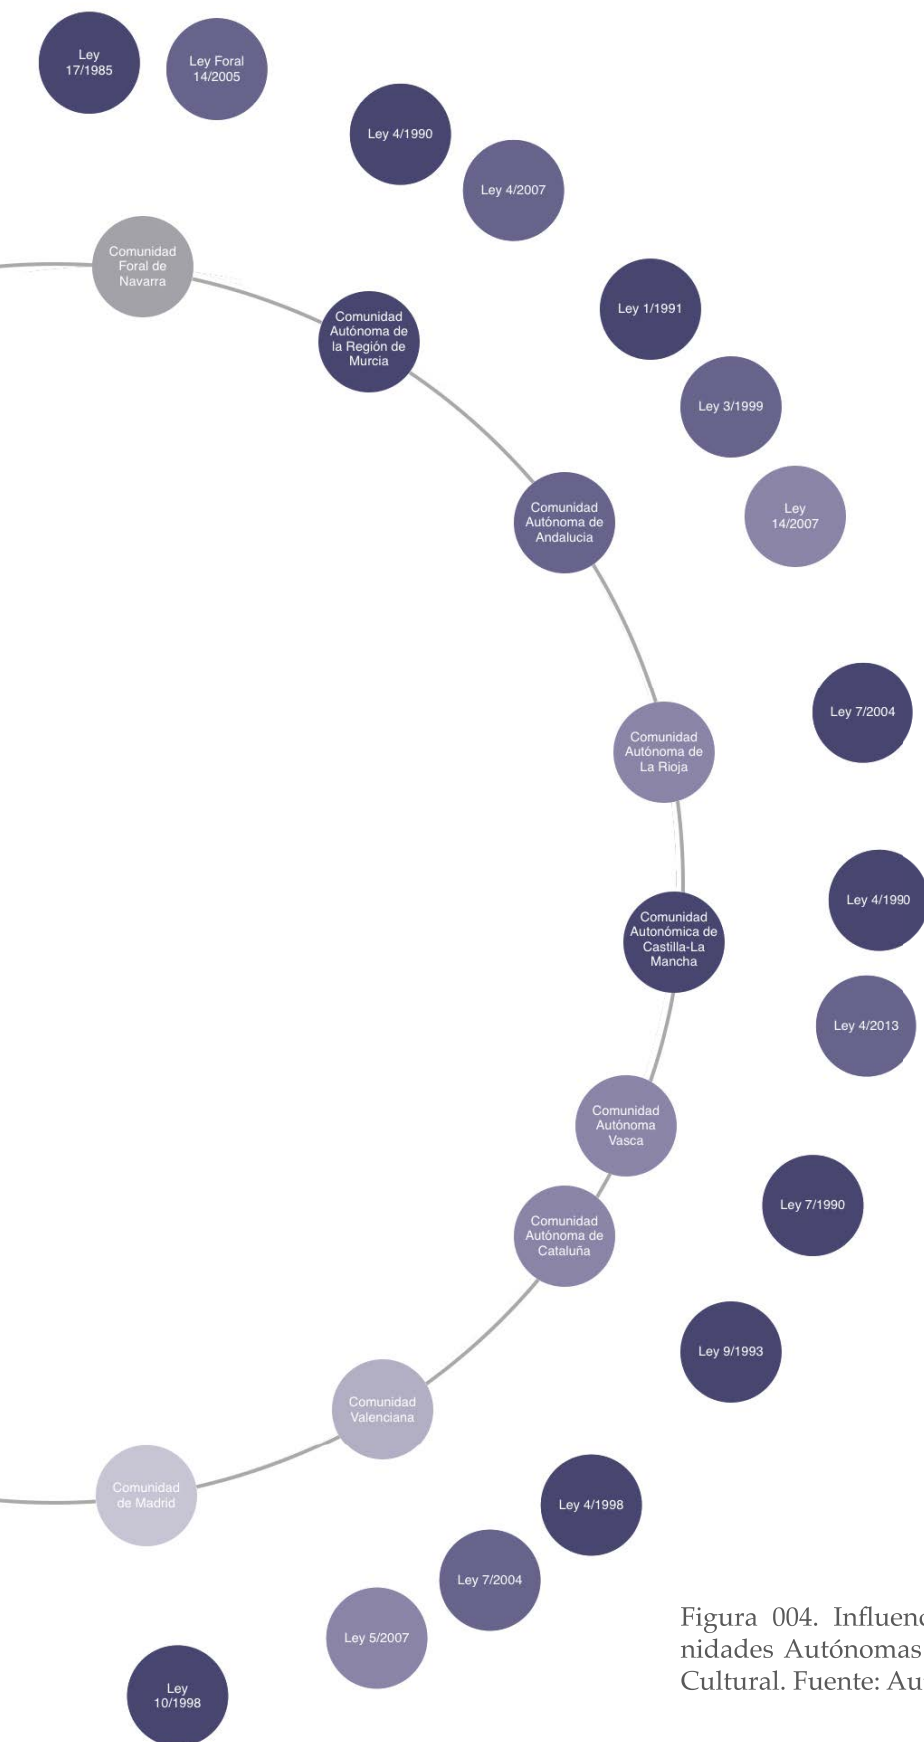 Ley
17/1985
Ley Foral
14/2005
Ley 4/1990
Ley 4/2007
Comunidad
Foral de
Navarra
Ley 1/1991
Comunidad
Autónoma de
la Región de
Murcia
Ley 3/1999
Ley
14/2007
Comunidad
Autónoma de
Andalucia
Ley 7/2004
Comunidad
Autónoma de
La Rioja
Ley 4/1990
Comunidad
Autonómica de
Castilla-La
Mancha
Ley 4/2013
Comunidad
Autónoma
Vasca
Ley 7/1990
Comunidad
Autónoma de
Cataluña
Ley 9/1993
Comunidad
Valenciana
Comunidad
de Madrid
Ley 4/1998
Ley 7/2004
Ley 5/2007
Ley
10/1998
Figura 004. Influenc
nidades Autónomas
Cultural. Fuente: Au